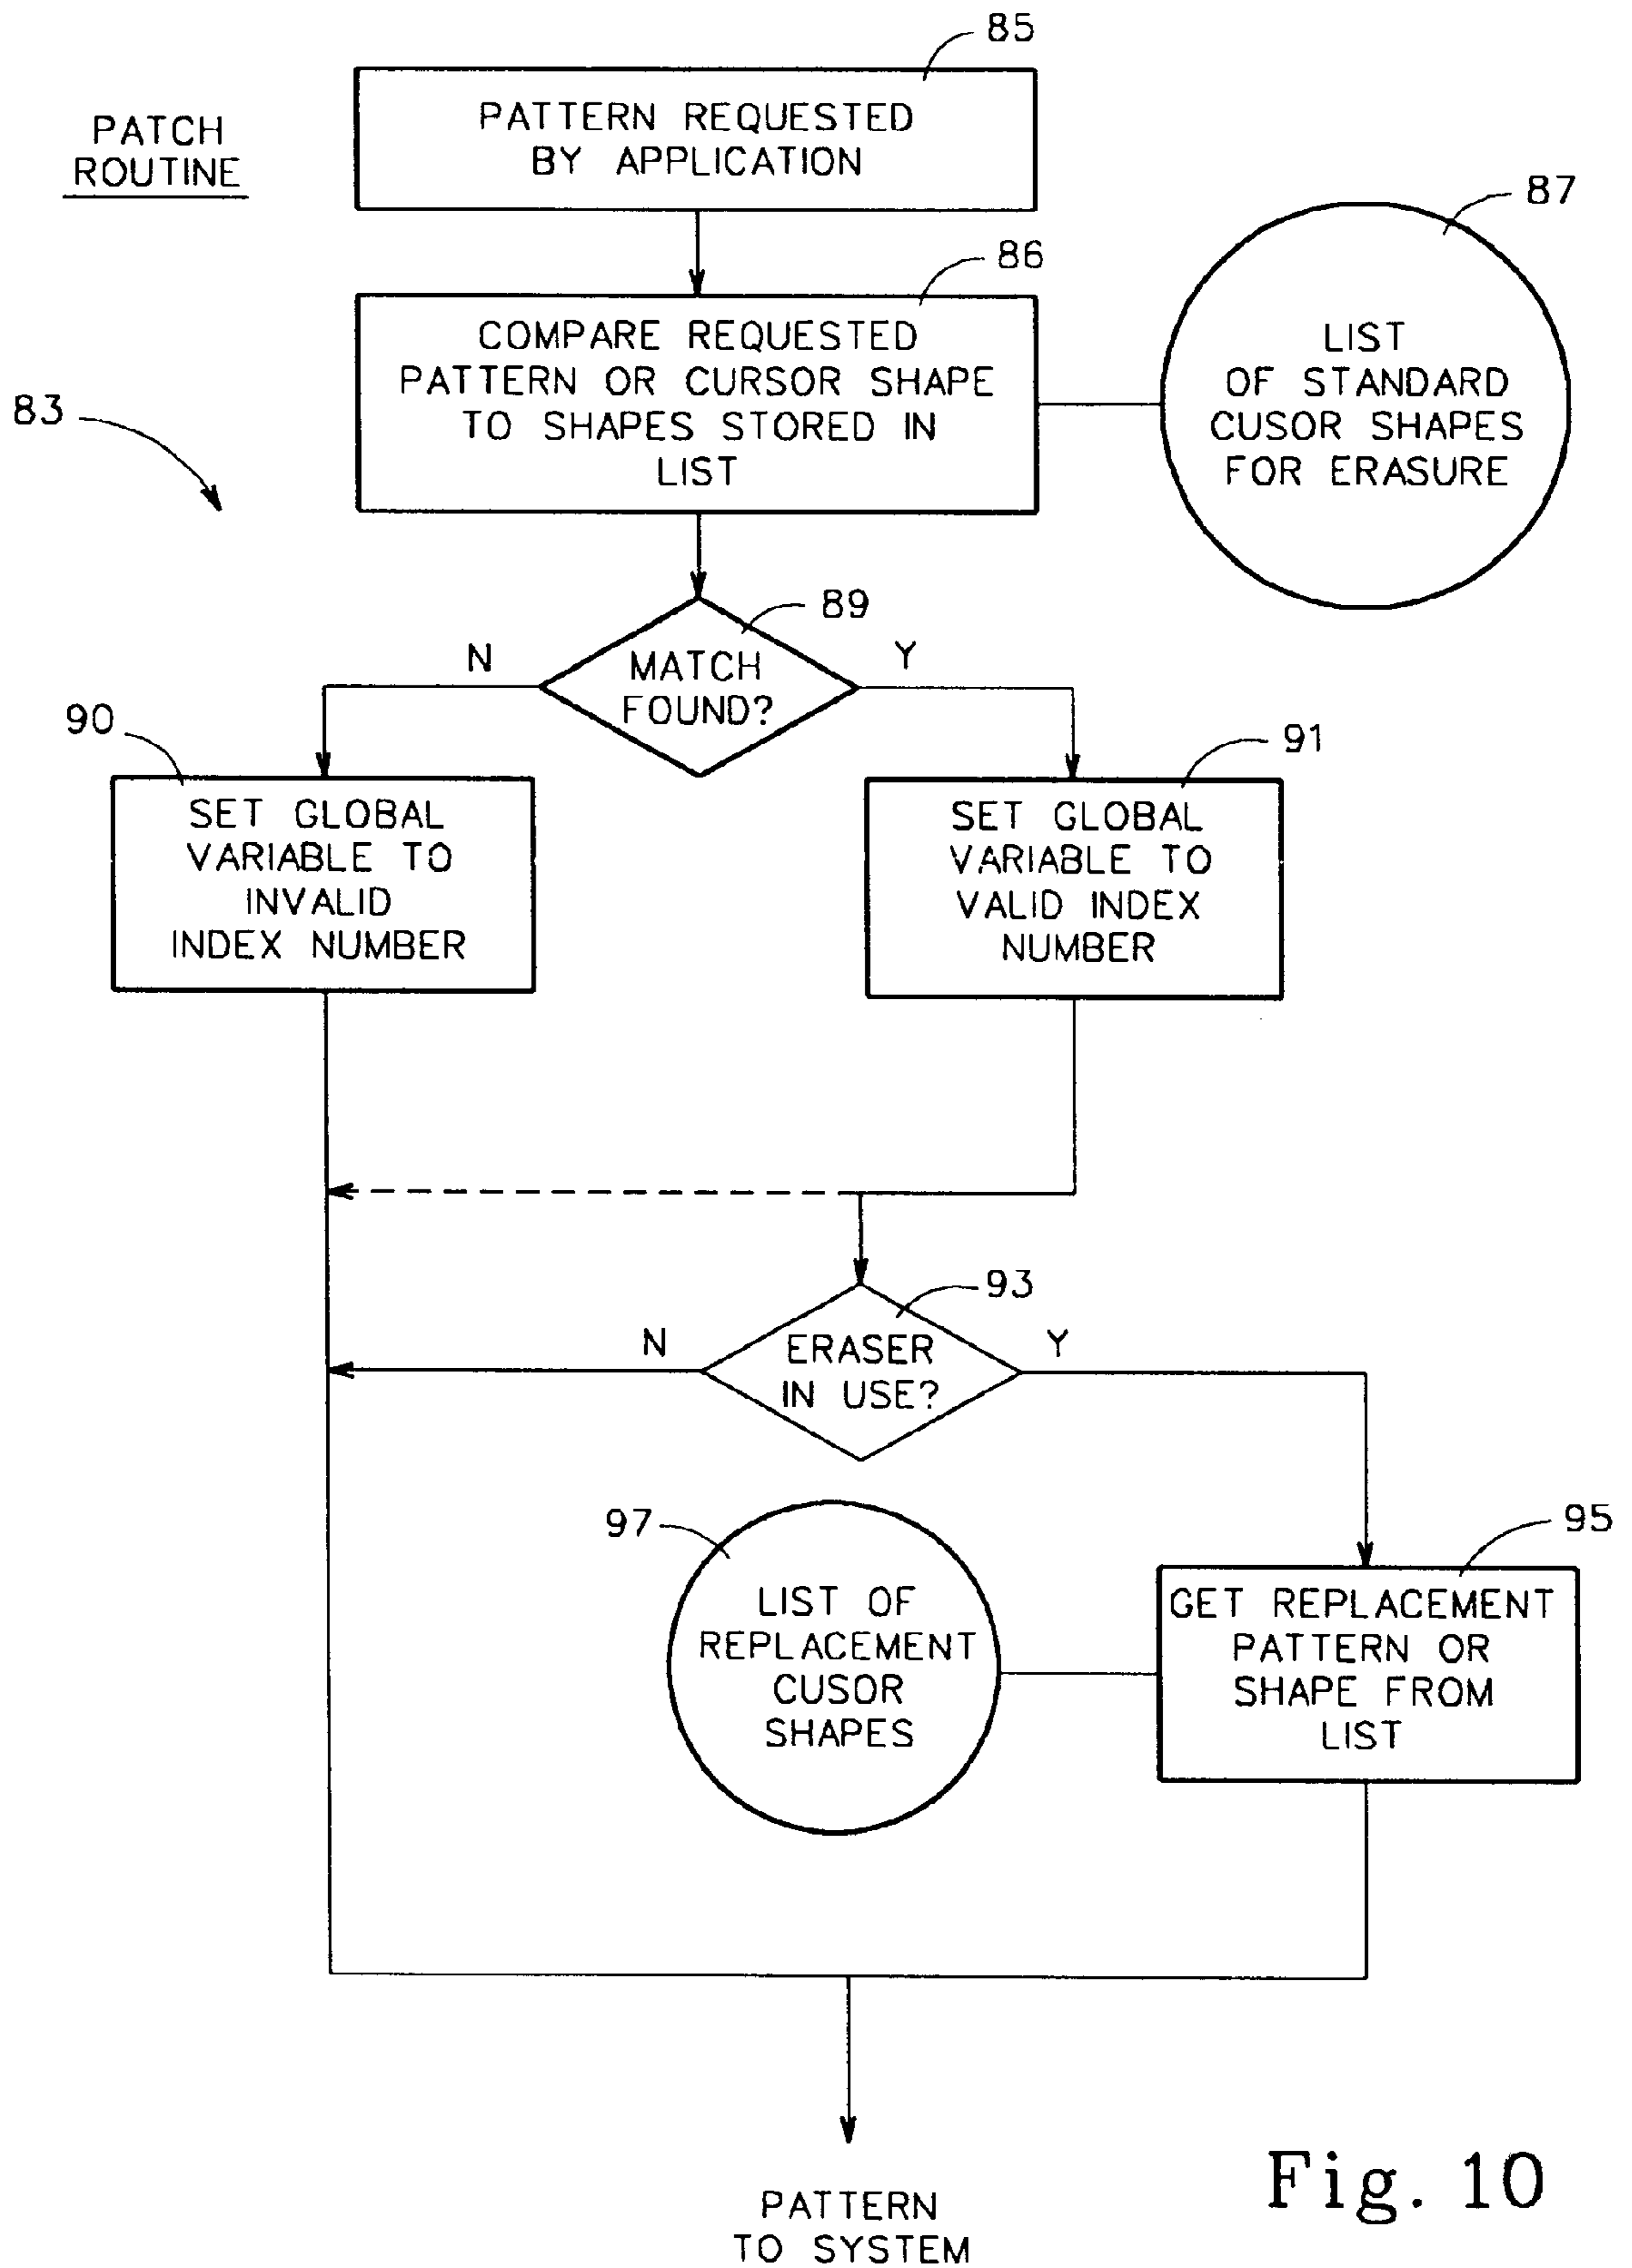 85
PATTERN REQUESTED
BY APPLICATION
PATCH
ROUTINE
87
86
COMPARE REQUESTED
PATTERN OR CURSOR SHAPE
TO SHAPES STORED IN
LIST
LIST
OF STANDARD
CUSOR SHAPES
FOR ERASURE
83
89
N
Y
MATCH
FOUND?
90
91
SET GLOBAL
VARIABLE TO
INVALID
INDEX NUMBER
SET GLOBAL
VARIABLE TO
VALID INDEX
NUMBER
93
N
Y
ERASER
IN USE?
97
95
LIST OF
REPLACEMENT
CUSOR
SHAPES
GET REPLACEMENT
PATTERN OR
SHAPE FROM
LIST
Fig. 10
PATTERN
TO SYSTEM